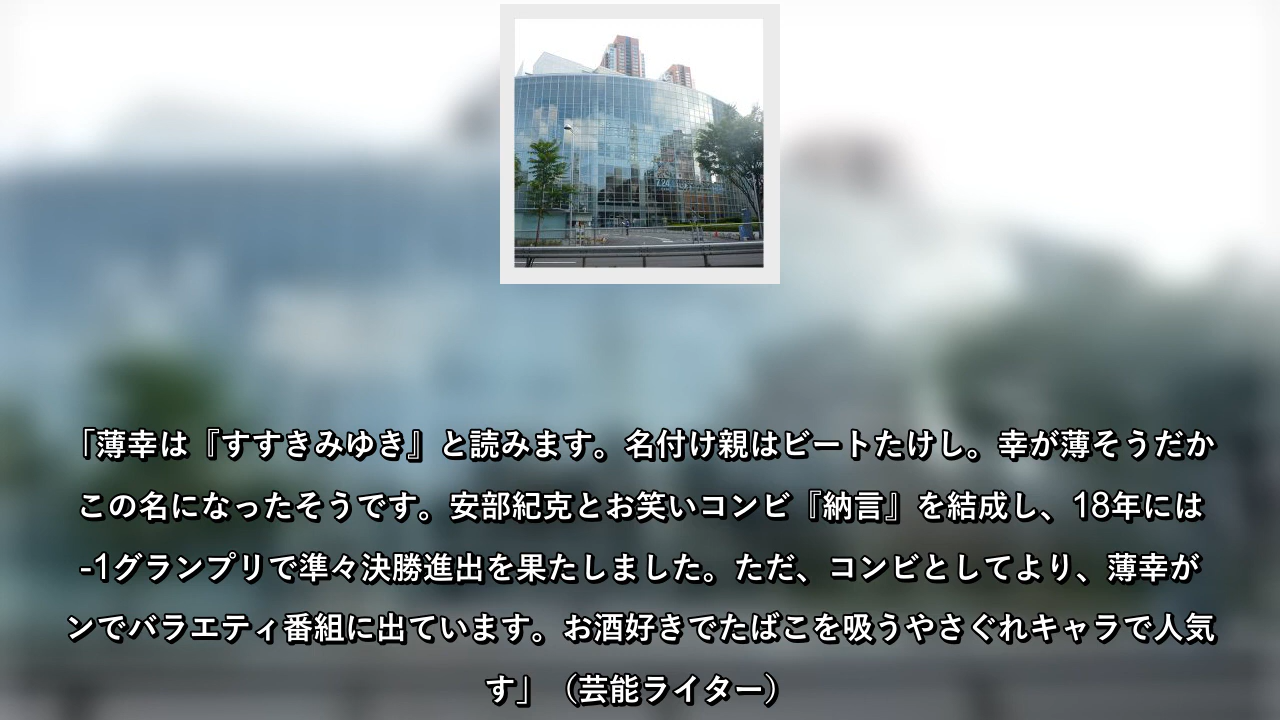 「薄幸は『すすきみゆき』と読みます。名付け親はビートたけし。幸が薄そうだか
この名になったそうです。安部紀克とお笑いコンビ『納言』を結成し、18年には
-1グランプリで準々決勝進出を果たしました。ただ、コンビとしてより、薄幸が
ンでバラエティ番組に出ています。お酒好きでたばこを吸うやさぐれキャラで人気
す」（芸能ライター）